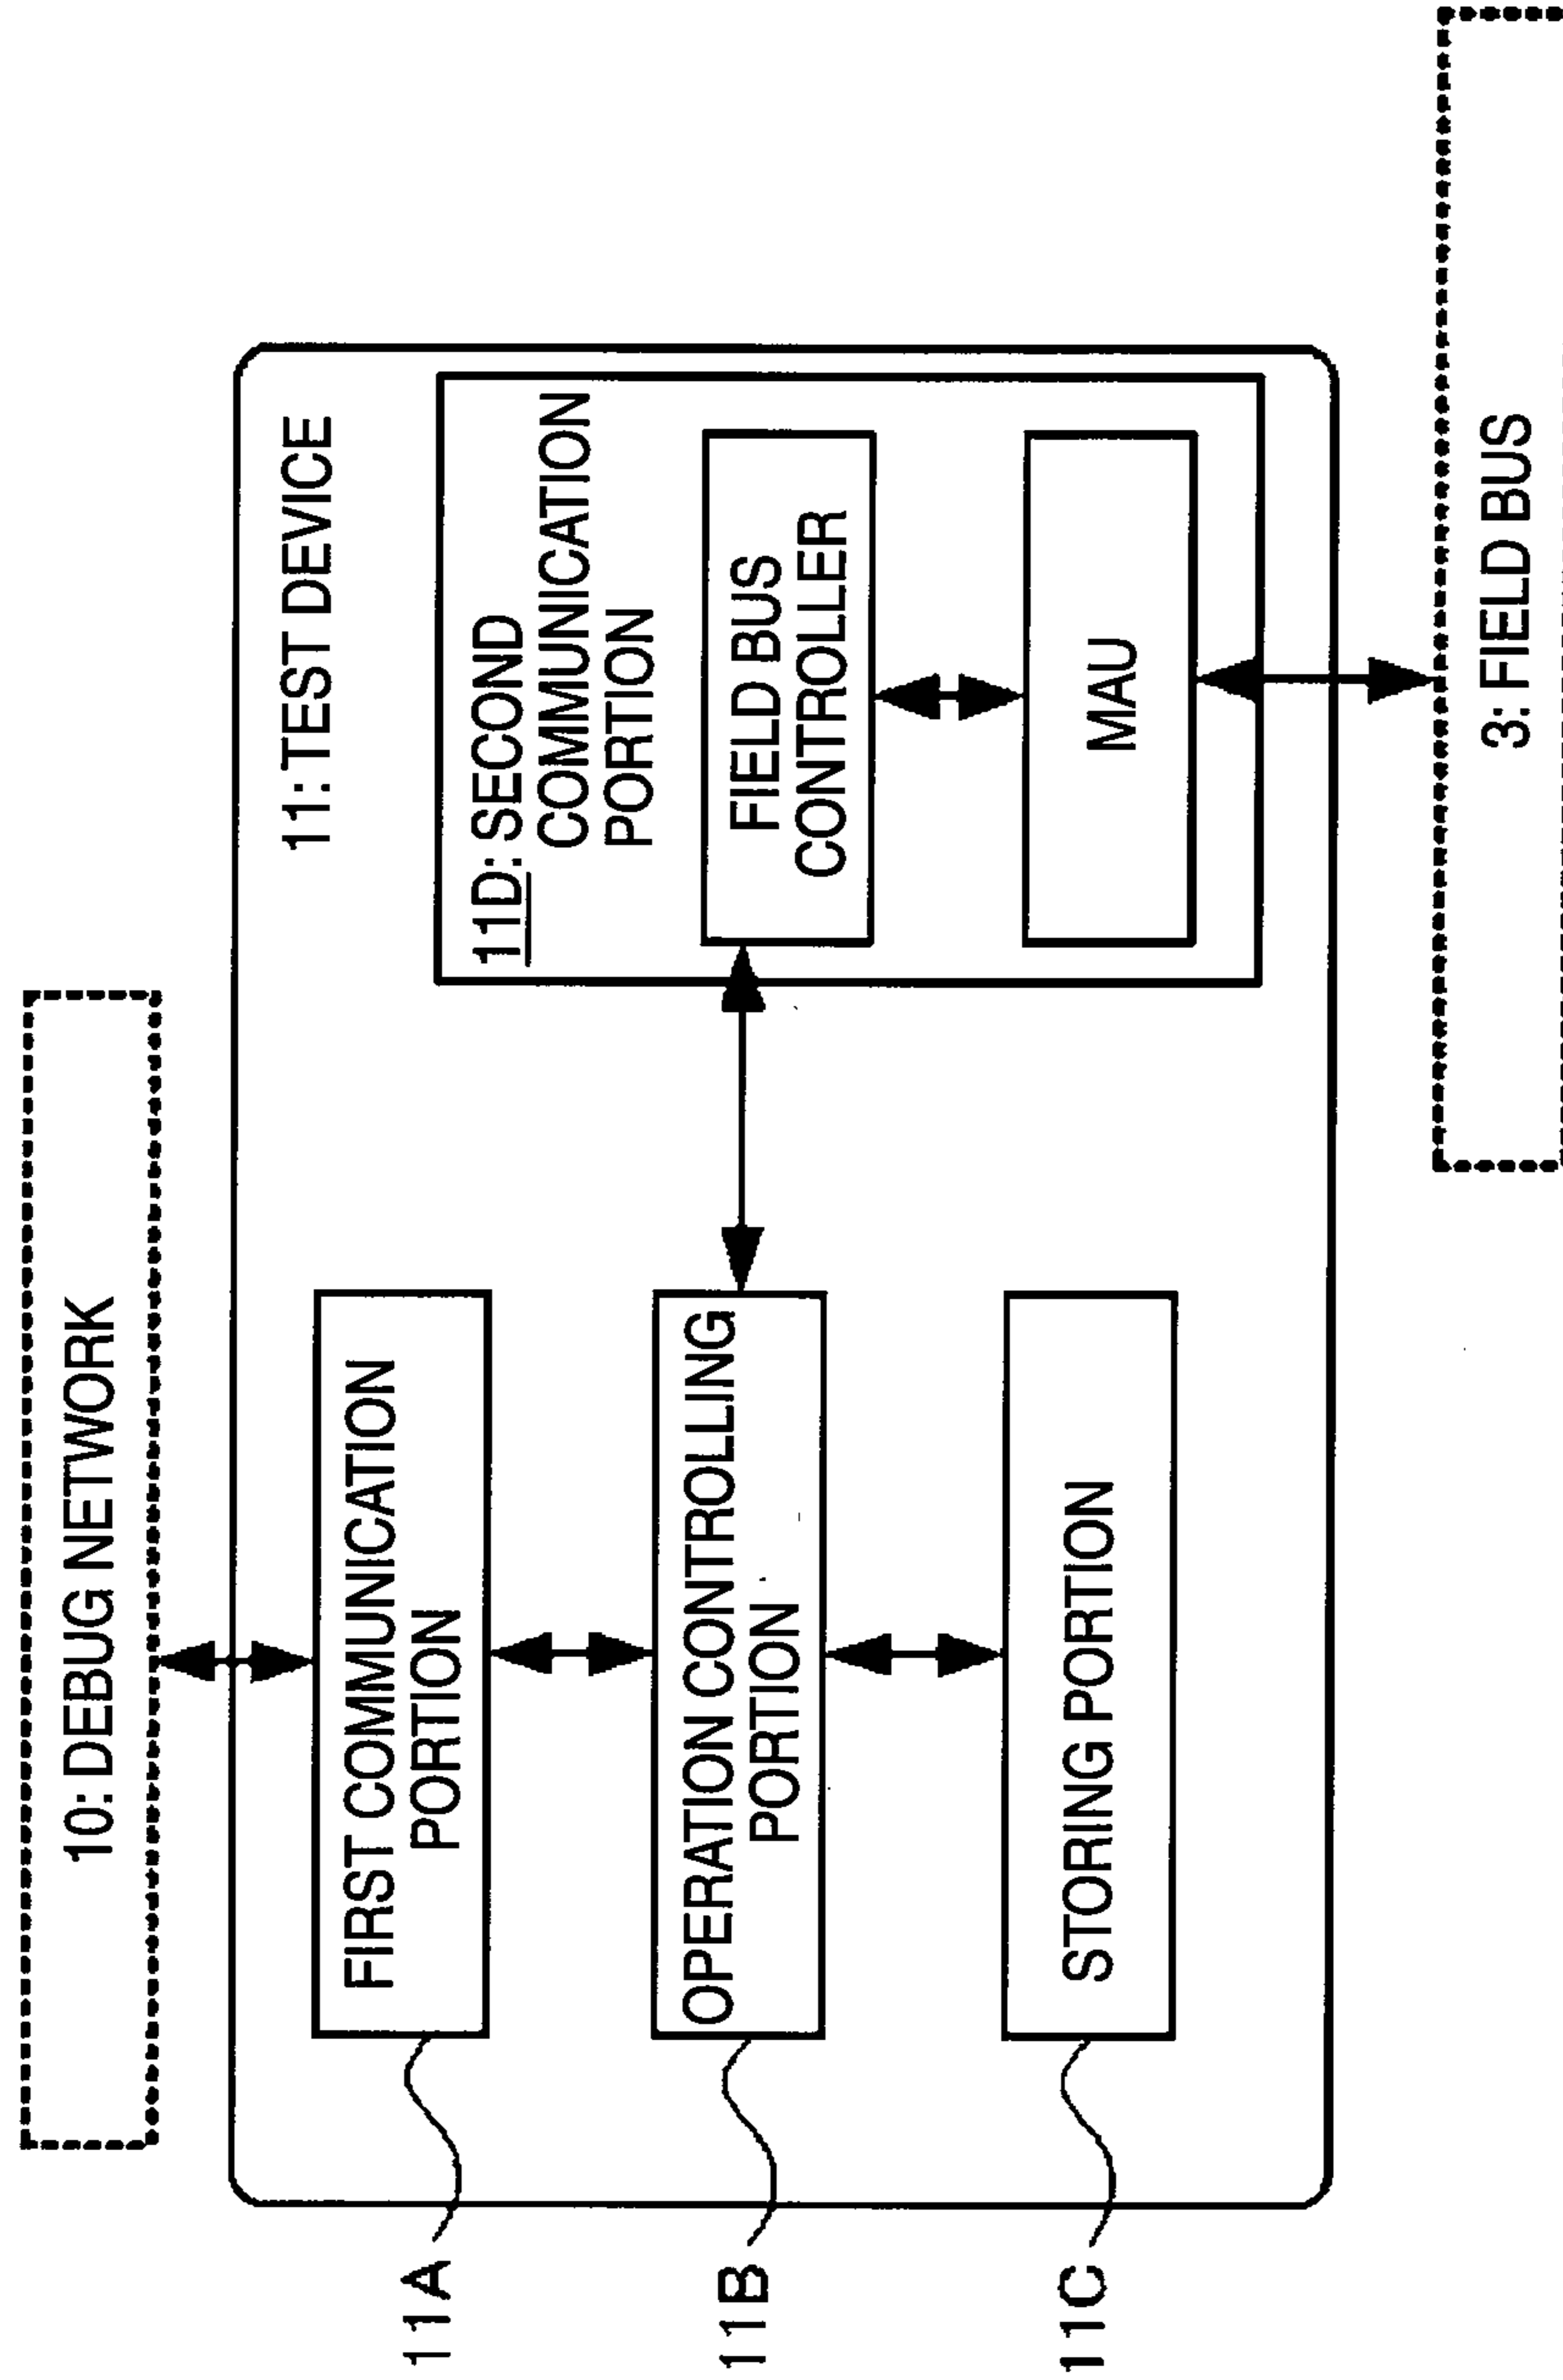 10: DEBUG NETWORK
11: TEST DEVICE
11A
FIRST COMMUNICATION
PORTION
11B
OPERATION CONTROLLING
PORTION
11C
STORING PORTION
11D: SECOND
COMMUNICATION
PORTION
FIELD BUS
CONTROLLER
MAU
3: FIELD BUS